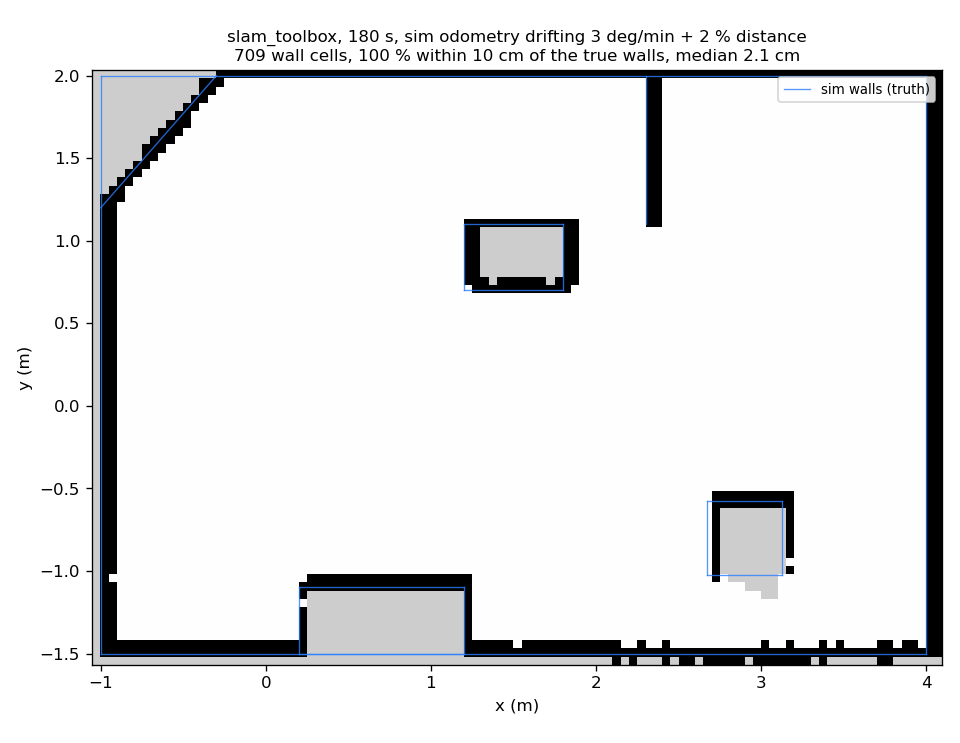 slam_toolbox, 180 s, sim odometry drifting 3 deg/min + 2 % distance
709 wall cells, 100 % within 10 cm of the true walls, median 2.1 cm
sim walls (truth)
2.0
1.5
1.0
0.5
0.0
−0.5
−1.0
−1.5
y (m)
−1 0 1 2 3 4
x (m)